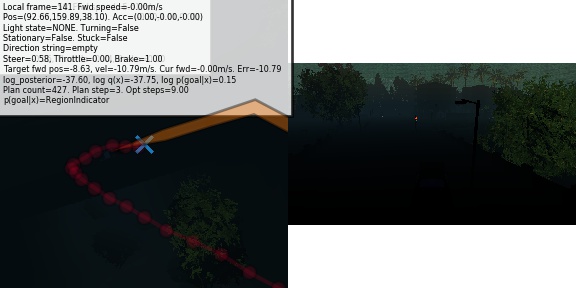 Local frame=141. Fwd speed=-0.00m/s
Pos=(92.66,159.89,38.10). Acc=(0.00,-0.00,-0.00)
Light state=NONE. Turning=False
Stationary=False. Stuck=False
Direction string=empty
Steer=0.58, Throttle=0.00, Brake=1.00
Target fwd pos=-8.63, vel=-10.79m/s. Cur fwd=-0.00m/s. Err=-10.79
log_posterior=-37.60, log q(x)=-37.75, log p(goal|x)=0.15
Plan count=427. Plan step=3. Opt steps=9.00
p(goal|x)=RegionIndicator